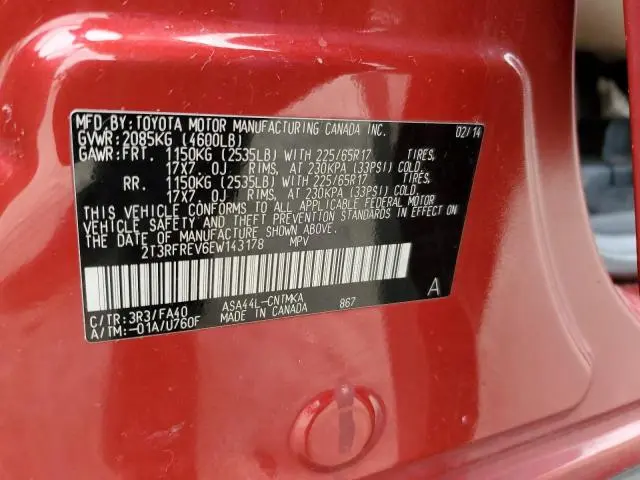 MFD.BY:TOYOTA MOTOR MANUFACTURING CANADA INC. 02/14
GVWR:2085KG (4600LB)
GAWR:FRT. 1150KG (2535LB) WITH 225/65R17 TIRES,
17X7. 0J RIMS, AT 230KPA (33PSI) COLD.
RR. 1150KG (2535LB) WITH 225/65R17 TIRES,
17X7. 0J RIMS, AT 230KPA (33PSI) COLD.
THIS VEHICLE CONFORMS TO ALL APPLICABLE FEDERAL MOTOR
VEHICLE SAFETY AND THEFT PREVENTION STANDARDS IN EFFECT ON
THE DATE OF MANUFACTURE SHOWN ABOVE.
2T3RFREV6EW143178 MPV
ASA44L-CNTMKA A
C/TR:3R3/FA40 MADE IN CANADA 867
A/TM:-01A/U760F